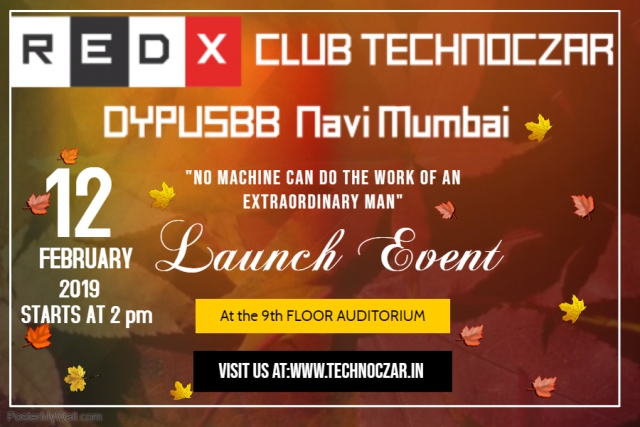 REDX CLUB TECHNOCZAR
DYPUSBB Navi Mumbai
12
FEBRUARY
2019
STARTS AT 2 pm
"NO MACHINE CAN DO THE WORK OF AN
EXTRAORDINARY MAN"
Launch Event
At the 9th FLOOR AUDITORIUM
VISIT US AT:WWW.TECHNOCZAR.IN
PosterMyWall.com